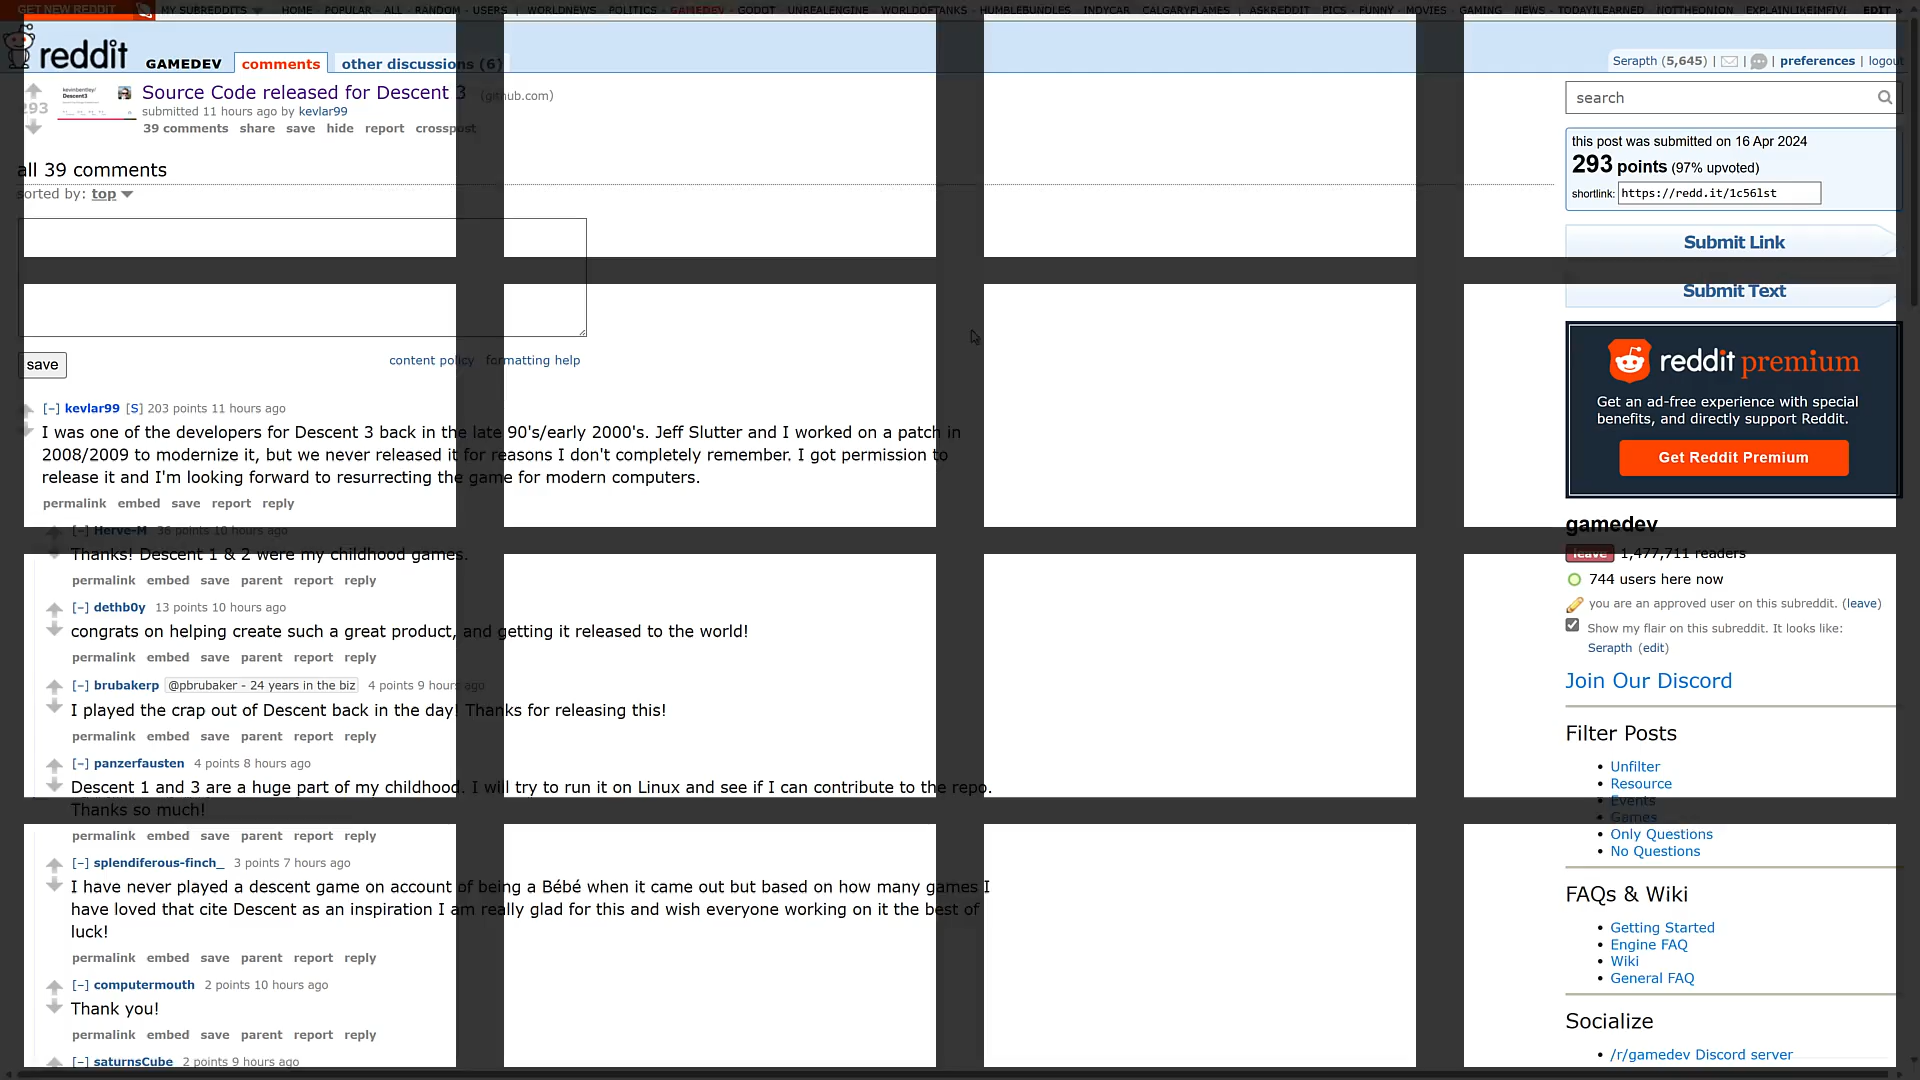 GET NEW REDDIT MY SUBREDDITS HOME - POPULAR - ALL - RANDOM - USERS | WORLDNEWS - POLITICS - GAMEDEV - GODOT - UNREALENGINE - WORLDOFTANKS - HUMBLEBUNDLES - INDYCAR - CALGARYFLAMES | ASKREDDIT - PICS - FUNNY - MOVIES - GAMING - NEWS - TODAYILEARNED - NOTTHEONION - EXPLAINLIKEIMFIVE EDIT »
reddit GAMEDEV comments other discussions (6)
Serapth (5,645) | | | preferences | logout
293
Source Code released for Descent 3 (github.com)
submitted 11 hours ago by kevlar99
39 comments share save hide report crosspost
all 39 comments
sorted by: top
save
content policy formatting help
[–] kevlar99 [S] 203 points 11 hours ago
I was one of the developers for Descent 3 back in the late 90's/early 2000's. Jeff Slutter and I worked on a patch in
2008/2009 to modernize it, but we never released it for reasons I don't completely remember. I got permission to
release it and I'm looking forward to resurrecting the game for modern computers.
permalink embed save report reply
[–] Herve-M 36 points 10 hours ago
Thanks! Descent 1 & 2 were my childhood games.
permalink embed save parent report reply
[–] dethb0y 13 points 10 hours ago
congrats on helping create such a great product, and getting it released to the world!
permalink embed save parent report reply
[–] brubakerp @pbrubaker - 24 years in the biz 4 points 9 hours ago
I played the crap out of Descent back in the day! Thanks for releasing this!
permalink embed save parent report reply
[–] panzerfausten 4 points 8 hours ago
Descent 1 and 3 are a huge part of my childhood. I will try to run it on Linux and see if I can contribute to the repo.
Thanks so much!
permalink embed save parent report reply
[–] splendiferous-finch_ 3 points 7 hours ago
I have never played a descent game on account of being a Bébé when it came out but based on how many games I
have loved that cite Descent as an inspiration I am really glad for this and wish everyone working on it the best of
luck!
permalink embed save parent report reply
[–] computermouth 2 points 10 hours ago
Thank you!
permalink embed save parent report reply
[–] saturnsCube 2 points 9 hours ago
search
this post was submitted on 16 Apr 2024
293 points (97% upvoted)
shortlink: https://redd.it/1c56lst
Submit Link
Submit Text
reddit premium
Get an ad-free experience with special
benefits, and directly support Reddit.
Get Reddit Premium
gamedev
leave 1,477,711 readers
744 users here now
you are an approved user on this subreddit. (leave)
Show my flair on this subreddit. It looks like:
Serapth (edit)
Join Our Discord
Filter Posts
• Unfilter
• Resource
• Events
• Games
• Only Questions
• No Questions
FAQs & Wiki
• Getting Started
• Engine FAQ
• Wiki
• General FAQ
Socialize
• /r/gamedev Discord server